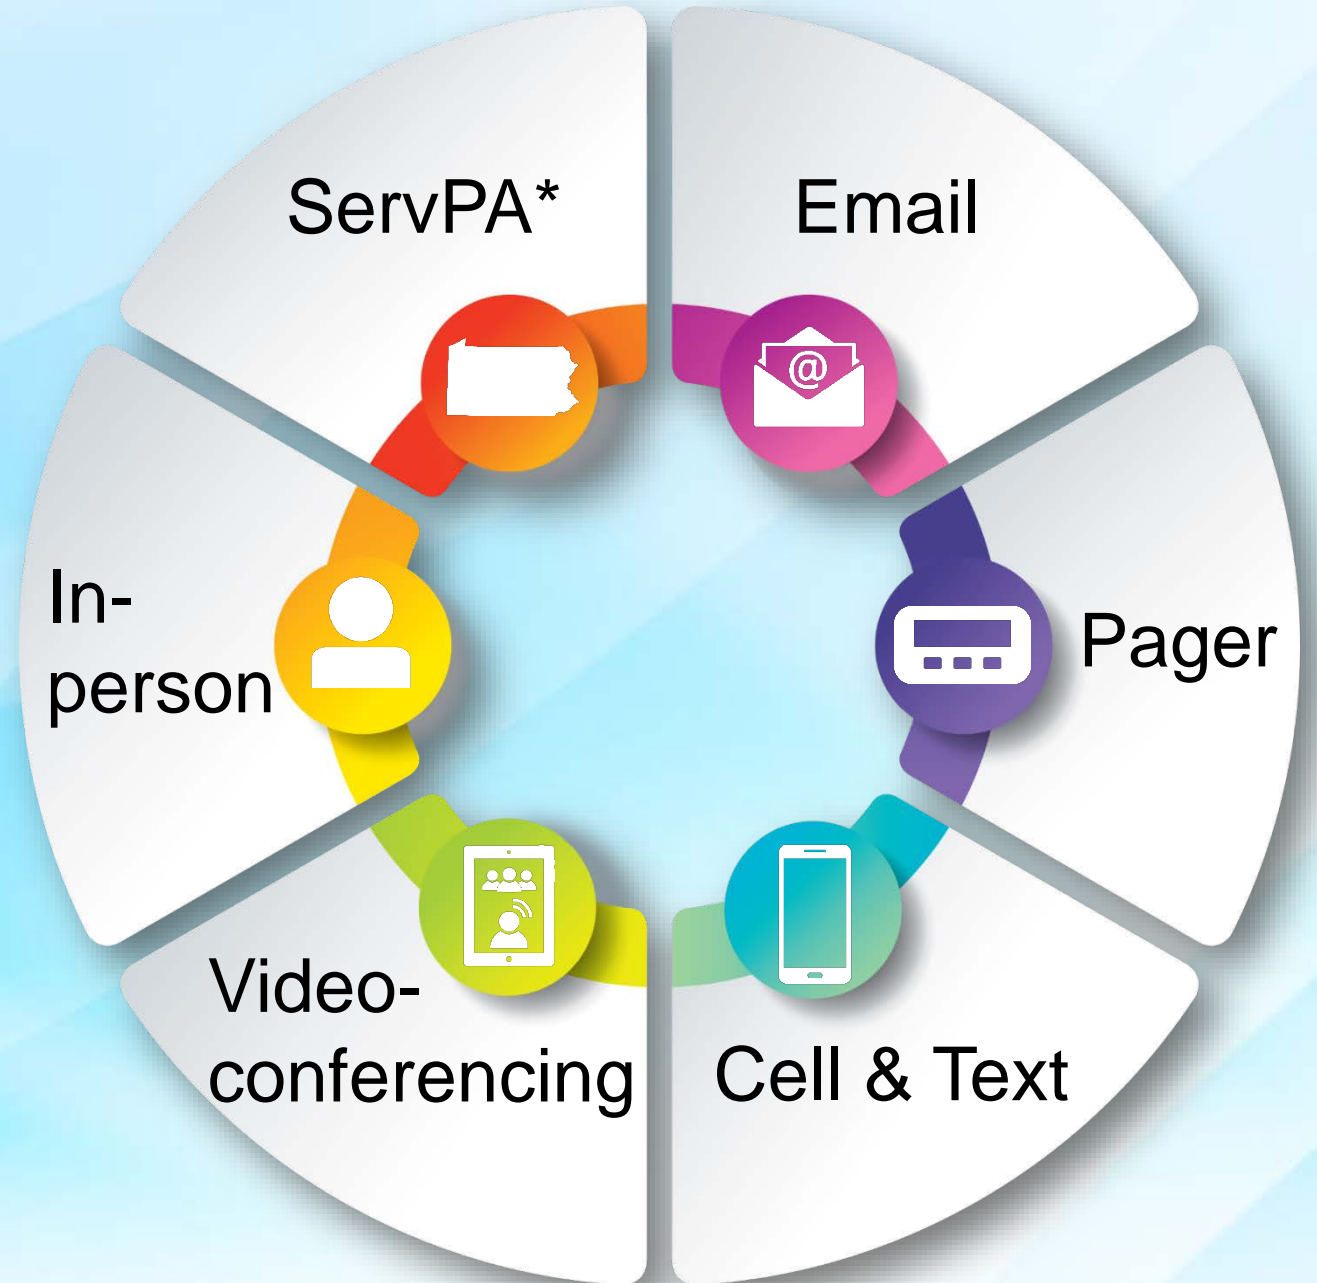 ServPA*
Email
@
In-
person
Pager
Video-
conferencing
Cell & Text